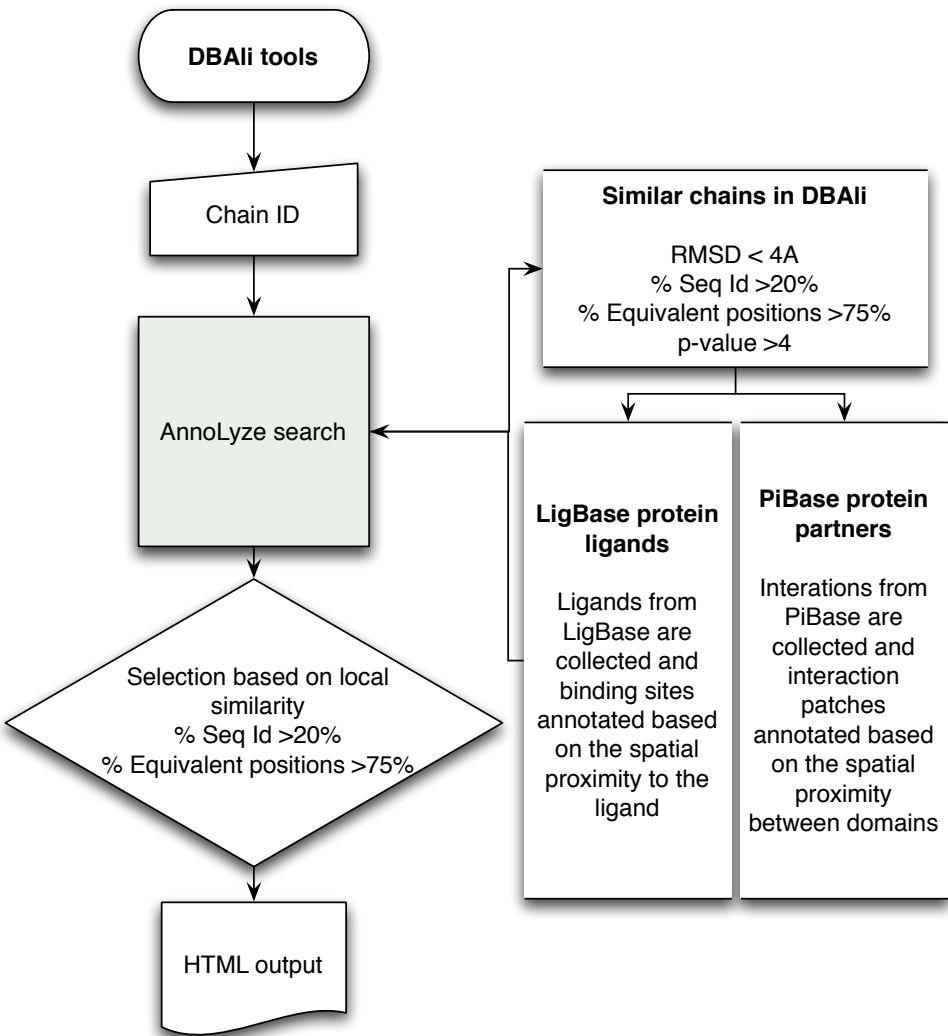 DBAli tools
Chain ID
AnnoLyze search
Selection based on local
similarity
% Seq Id >20%
% Equivalent positions >75%
HTML output
Similar chains in DBAli
RMSD < 4A
% Seq Id >20%
% Equivalent positions >75%
p-value >4
LigBase protein
ligands
Ligands from
LigBase are
collected and
binding sites
annotated based
on the spatial
proximity to the
ligand
PiBase protein
partners
Interations from
PiBase are
collected and
interaction
patches
annotated based
on the spatial
proximity
between domains